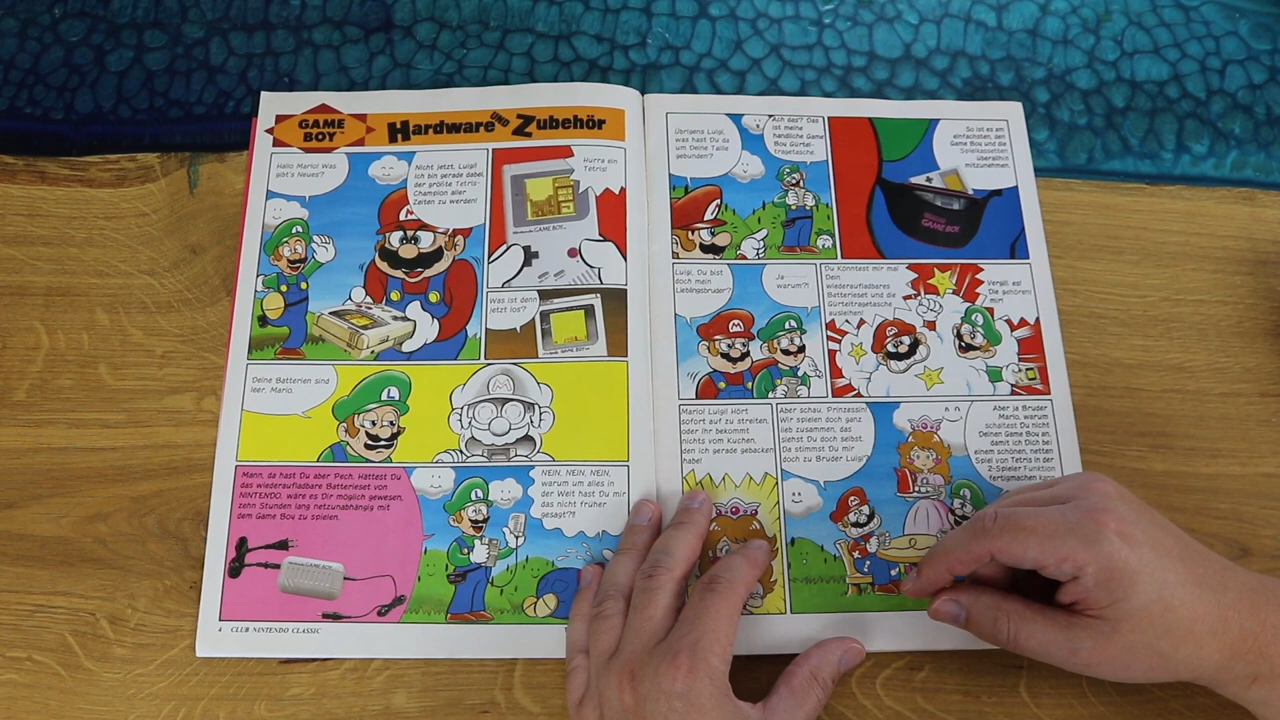 GAME
BOY™
Hardware UND Zubehör
Hallo Mario! Was
gibt's Neues?
Nicht jetzt, Luigi!
Ich bin gerade dabei,
der größte Tetris-
Champion aller
Zeiten zu werden!
Hurra ein
Tetris!
Nintendo GAME BOY™
Was ist denn
jetzt los?
Deine Batterien sind
leer, Mario.
Mann, da hast Du aber Pech. Hättest Du
das wiederaufladbare Batterieset von
NINTENDO, wäre es Dir möglich gewesen,
zehn Stunden lang netzunabhängig mit
dem Game Boy zu spielen.
Nintendo GAME BOY
NEIN, NEIN, NEIN,
warum um alles in
der Welt hast Du mir
das nicht früher
gesagt?!!
4 CLUB NINTENDO CLASSIC
Übrigens Luigi,
was hast Du da
um Deine Taille
gebunden?
Ach das? Das
ist meine
handliche Game
Boy Gürtel-
tragetasche.
So ist es am
einfachsten, den
Game Boy und die
Spielkassetten
überallhin
mitzunehmen.
GAME BOY
Luigi, Du bist
doch mein
Lieblingsbruder?
Ja
warum?!
Du könntest mir mal
Dein
wiederaufladbares
Batterieset und die
Gürteltragetasche
ausleihen!
Vergiß es!
Die gehören
mir!
Mario! Luigi! Hört
sofort auf zu streiten,
oder Ihr bekommt
nichts vom Kuchen,
den ich gerade gebacken
habe!
Aber schau, Prinzessin!
Wir spielen doch ganz
lieb zusammen, das
siehst Du doch selbst.
Da stimmst Du mir
doch zu Bruder Luigi?
Aber ja Bruder
Mario, warum
schaltest Du nicht
Deinen Game Boy an,
damit ich Dich bei
einem schönen, netten
Spiel von Tetris in der
2-Spieler Funktion
fertigmachen kann